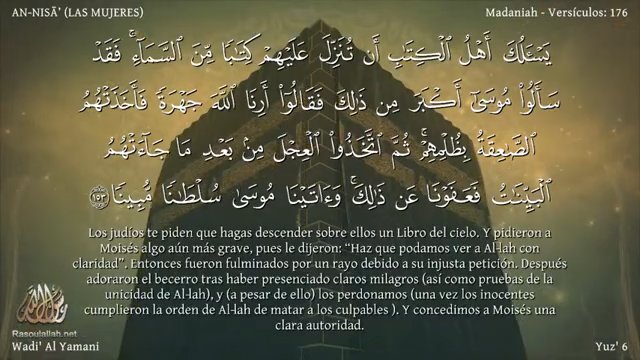 AN-NISĀ’ (LAS MUJERES)
Madaniah - Versículos: 176
يَسْـَٔلُكَ أَهْلُ ٱلْكِتَٰبِ أَن تُنَزِّلَ عَلَيْهِمْ كِتَٰبًا مِّنَ ٱلسَّمَآءِ ۚ فَقَدْ
سَأَلُوا۟ مُوسَىٰٓ أَكْبَرَ مِن ذَٰلِكَ فَقَالُوٓا۟ أَرِنَا ٱللَّهَ جَهْرَةً فَأَخَذَتْهُمُ
ٱلصَّٰعِقَةُ بِظُلْمِهِمْ ۚ ثُمَّ ٱتَّخَذُوا۟ ٱلْعِجْلَ مِنۢ بَعْدِ مَا جَآءَتْهُمُ
ٱلْبَيِّنَٰتُ فَعَفَوْنَا عَن ذَٰلِكَ ۚ وَءَاتَيْنَا مُوسَىٰ سُلْطَٰنًا مُّبِينًا ١٥٣
Los judíos te piden que hagas descender sobre ellos un Libro del cielo. Y pidieron a
Moisés algo aún más grave, pues le dijeron: “Haz que podamos ver a Al-lah con
claridad”. Entonces fueron fulminados por un rayo debido a su injusta petición. Después
adoraron el becerro tras haber presenciado claros milagros (así como pruebas de la
unicidad de Al-lah), y (a pesar de ello) los perdonamos (una vez los inocentes
cumplieron la orden de Al-lah de matar a los culpables ). Y concedimos a Moisés una
clara autoridad.
Rasoulallah.net
Wadi' Al Yamani
Yuz' 6